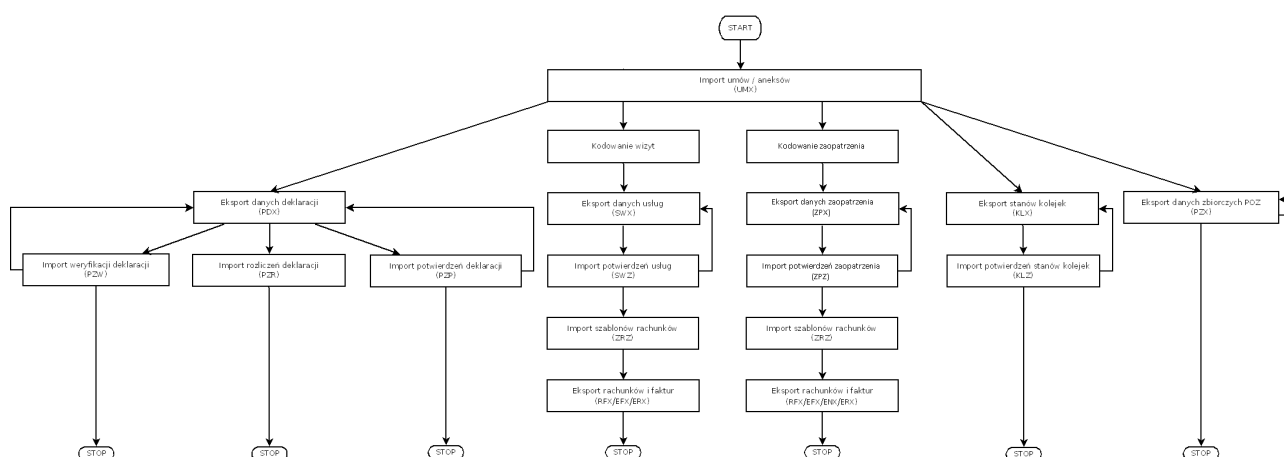 START
Import umów / aneksów
(UMX)
Kodowanie wizyt
Kodowanie zaopatrzenia
Eksport danych deklaracji
(PDX)
Eksport danych usług
(SWX)
Eksport danych zaopatrzenia
(ZPX)
Eksport stanów kolejek
(KLX)
Eksport danych zbiorczych POZ
(PZX)
Import weryfikacji deklaracji
(PZW)
Import rozliczeń deklaracji
(PZR)
Import potwierdzeń deklaracji
(PZP)
Import potwierdzeń usług
(SWZ)
Import potwierdzeń zaopatrzenia
(ZPZ)
Import potwierdzeń stanów kolejek
(KLZ)
Import szablonów rachunków
(ZRZ)
Import szablonów rachunków
(ZRZ)
Eksport rachunków i faktur
(RFX/EFX/ERX)
Eksport rachunków i faktur
(RFX/EFX/ENX/ERX)
STOP
STOP
STOP
STOP
STOP
STOP
STOP